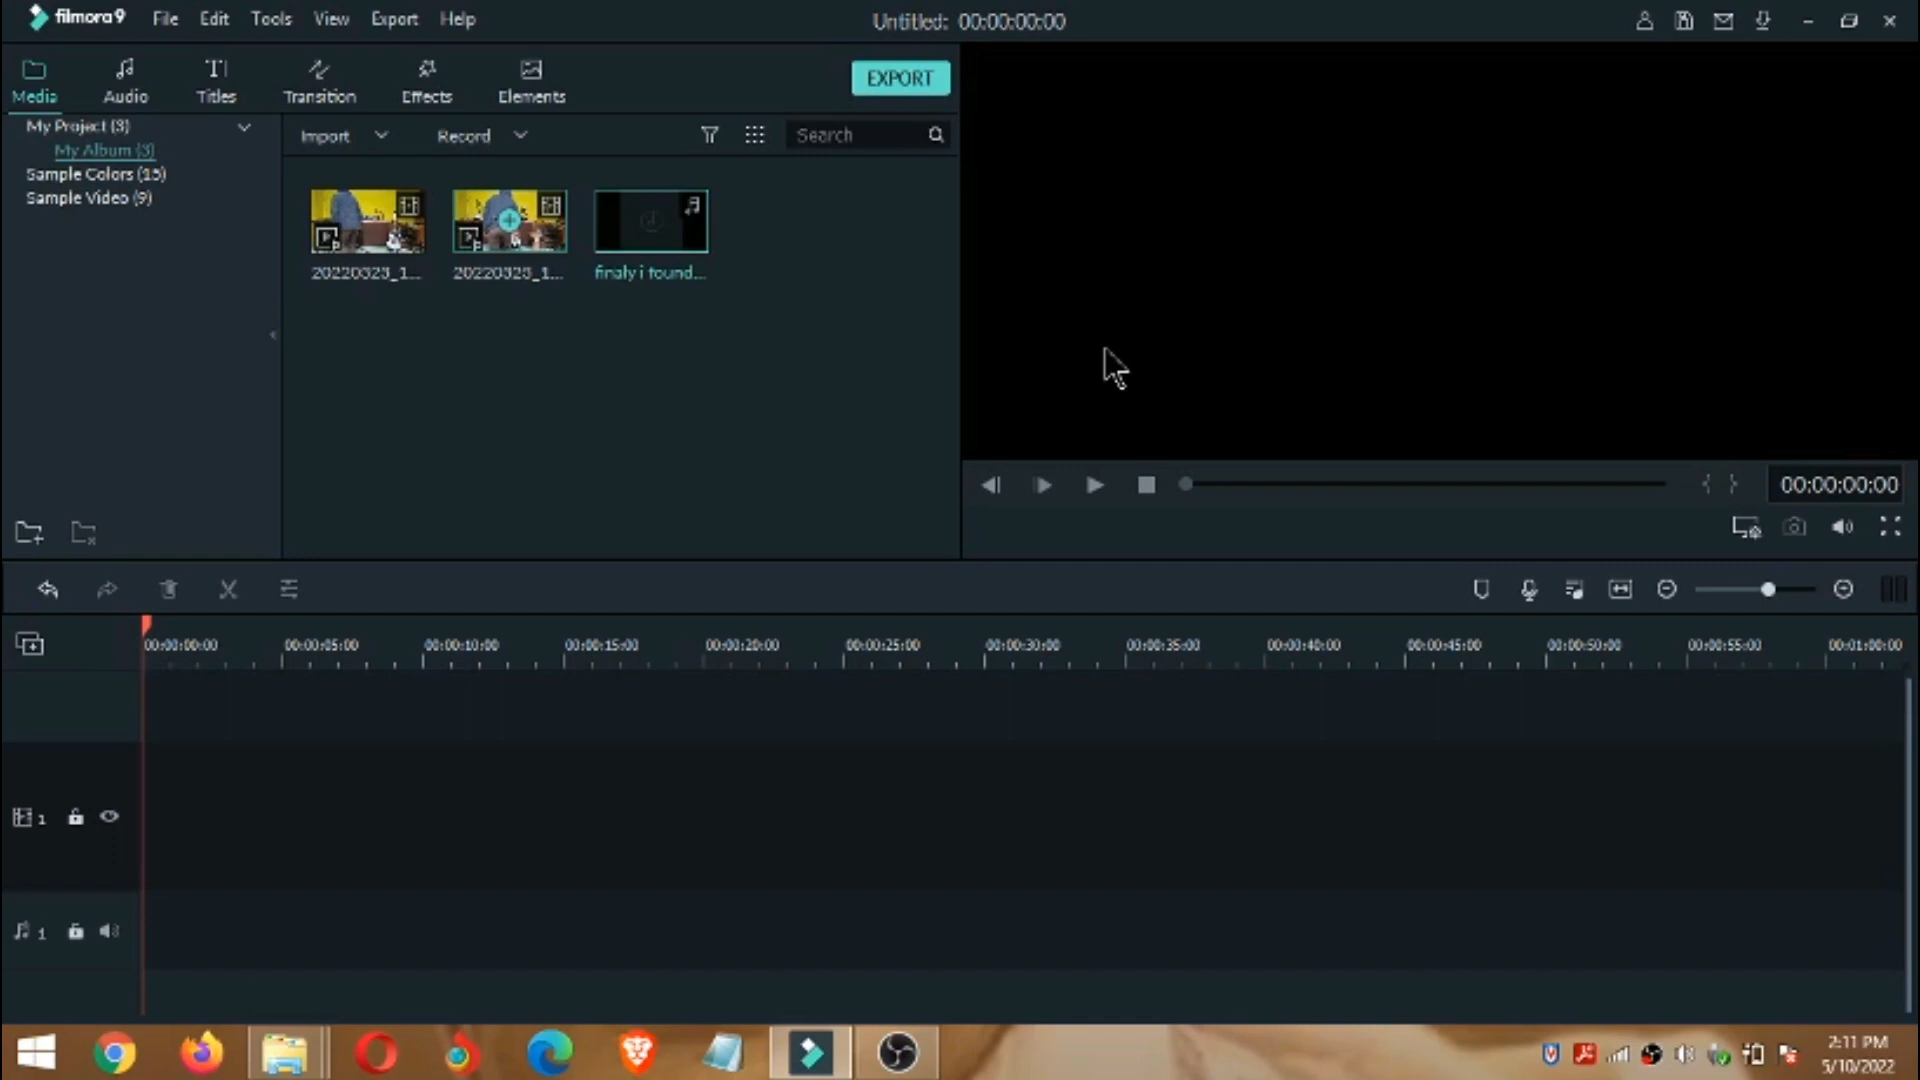 filmora9 File Edit Tools View Export Help
Untitled: 00:00:00:00
Media Audio Titles Transition Effects Elements
EXPORT
My Project (3)
My Album (3)
Sample Colors (15)
Sample Video (9)
Import Record Search
20220323_1... 20220323_1... finaly i found...
00:00:00:00
00:00:00:00 00:00:05:00 00:00:10:00 00:00:15:00 00:00:20:00 00:00:25:00 00:00:30:00 00:00:35:00 00:00:40:00 00:00:45:00 00:00:50:00 00:00:55:00 00:01:00:00
1
1
2:11 PM
5/10/2022